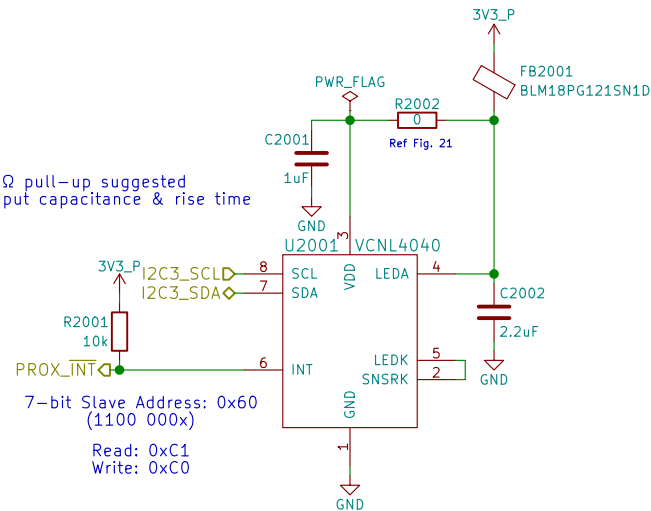 3V3_P
FB2001
BLM18PG121SN1D
PWR_FLAG
R2002
0
Ref Fig. 21
C2001
1uF
GND
Ω pull-up suggested
put capacitance & rise time
U2001 VCNL4040
3
VDD
3V3_P
I2C3_SCL 8 SCL
LEDA 4
I2C3_SDA 7 SDA
C2002
2.2uF
GND
R2001
10k
LEDK 5
PROX_INT 6 INT
SNSRK 2
GND
1
GND
7-bit Slave Address: 0x60
(1100 000x)
Read: 0xC1
Write: 0xC0